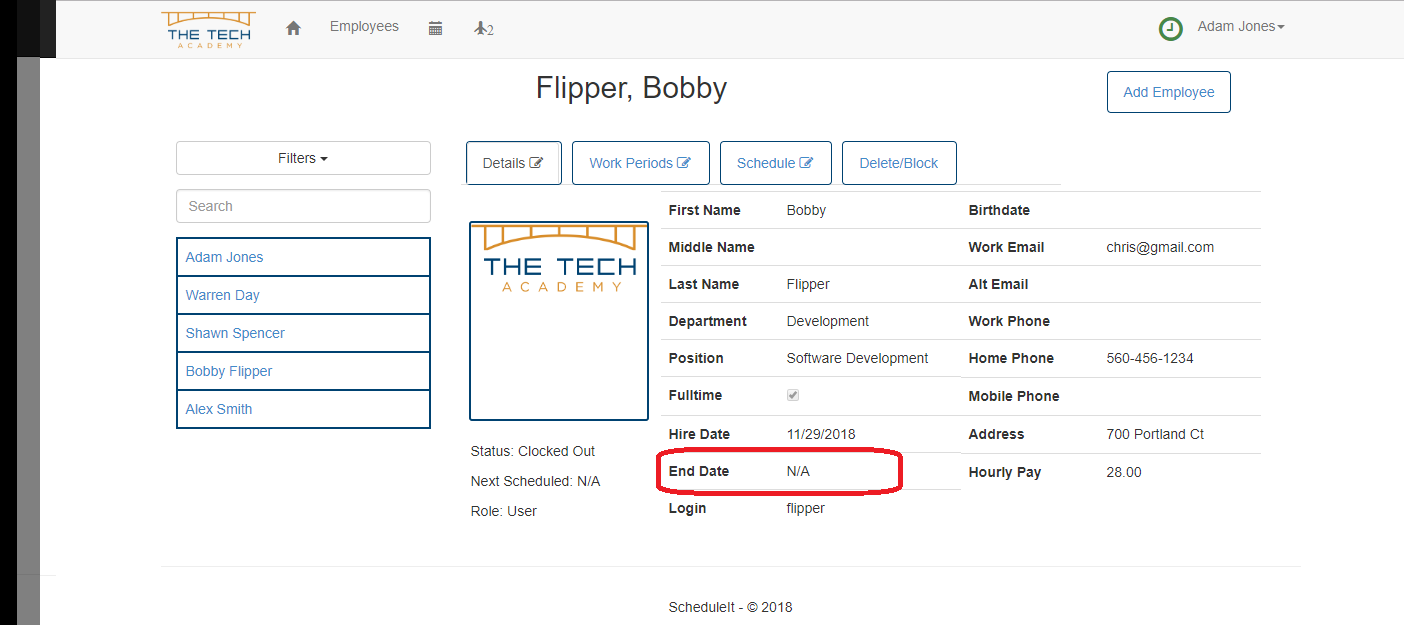 THE TECH
ACADEMY
Employees
2
Adam Jones
Flipper, Bobby
Add Employee
Filters
Search
Adam Jones
Warren Day
Shawn Spencer
Bobby Flipper
Alex Smith
Details
Work Periods
Schedule
Delete/Block
THE TECH
ACADEMY
Status: Clocked Out
Next Scheduled: N/A
Role: User
First Name Bobby
Middle Name
Last Name Flipper
Department Development
Position Software Development
Fulltime
Hire Date 11/29/2018
End Date N/A
Login flipper
Birthdate
Work Email chris@gmail.com
Alt Email
Work Phone
Home Phone 560-456-1234
Mobile Phone
Address 700 Portland Ct
Hourly Pay 28.00
ScheduleIt - © 2018